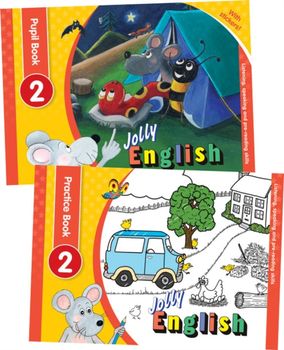 Pupil Book
2
With stickers!
Listening, speaking and pre-reading skills
Jolly
English
Practice Book
2
Listening, speaking and pre-reading skills
Jolly
English